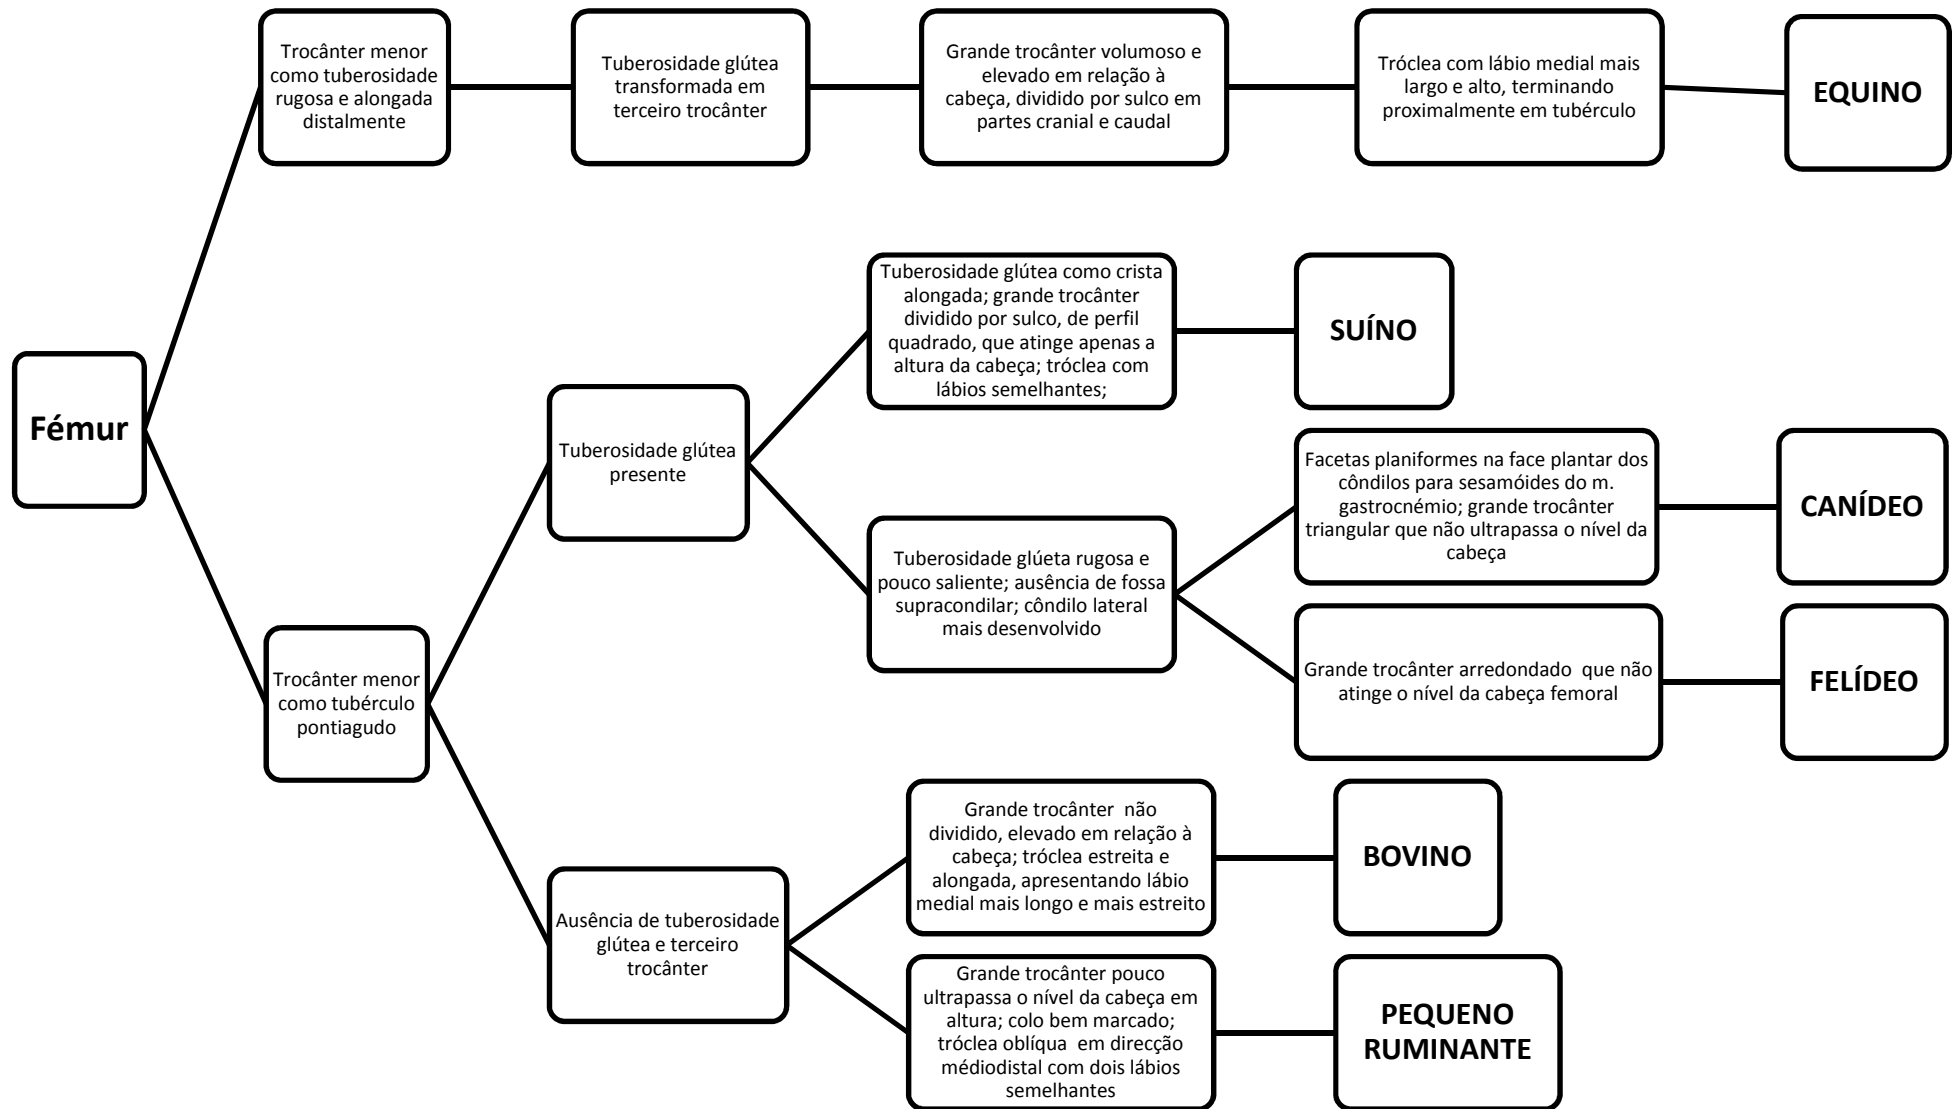 Trocânter menor
como tuberosidade
rugosa e alongada
distalmente
Tuberosidade glútea
transformada em
terceiro trocânter
Grande trocânter volumoso e
elevado em relação à
cabeça, dividido por sulco em
partes cranial e caudal
Tróclea com lábio medial mais
largo e alto, terminando
proximalmente em tubérculo
EQUINO
Fémur
Trocânter menor
como tubérculo
pontiagudo
Tuberosidade glútea
presente
Tuberosidade glútea como crista
alongada; grande trocânter
dividido por sulco, de perfil
quadrado, que atinge apenas a
altura da cabeça; tróclea com
lábios semelhantes;
SUÍNO
Tuberosidade glúeta rugosa e
pouco saliente; ausência de fossa
supracondilar; côndilo lateral
mais desenvolvido
Facetas planiformes na face plantar dos
côndilos para sesamóides do m.
gastrocnémio; grande trocânter
triangular que não ultrapassa o nível da
cabeça
CANÍDEO
Grande trocânter arredondado que não
atinge o nível da cabeça femoral
FELÍDEO
Ausência de tuberosidade
glútea e terceiro
trocânter
Grande trocânter não
dividido, elevado em relação à
cabeça; tróclea estreita e
alongada, apresentando lábio
medial mais longo e mais estreito
BOVINO
Grande trocânter pouco
ultrapassa o nível da cabeça em
altura; colo bem marcado;
tróclea oblíqua em direcção
médiodistal com dois lábios
semelhantes
PEQUENO
RUMINANTE